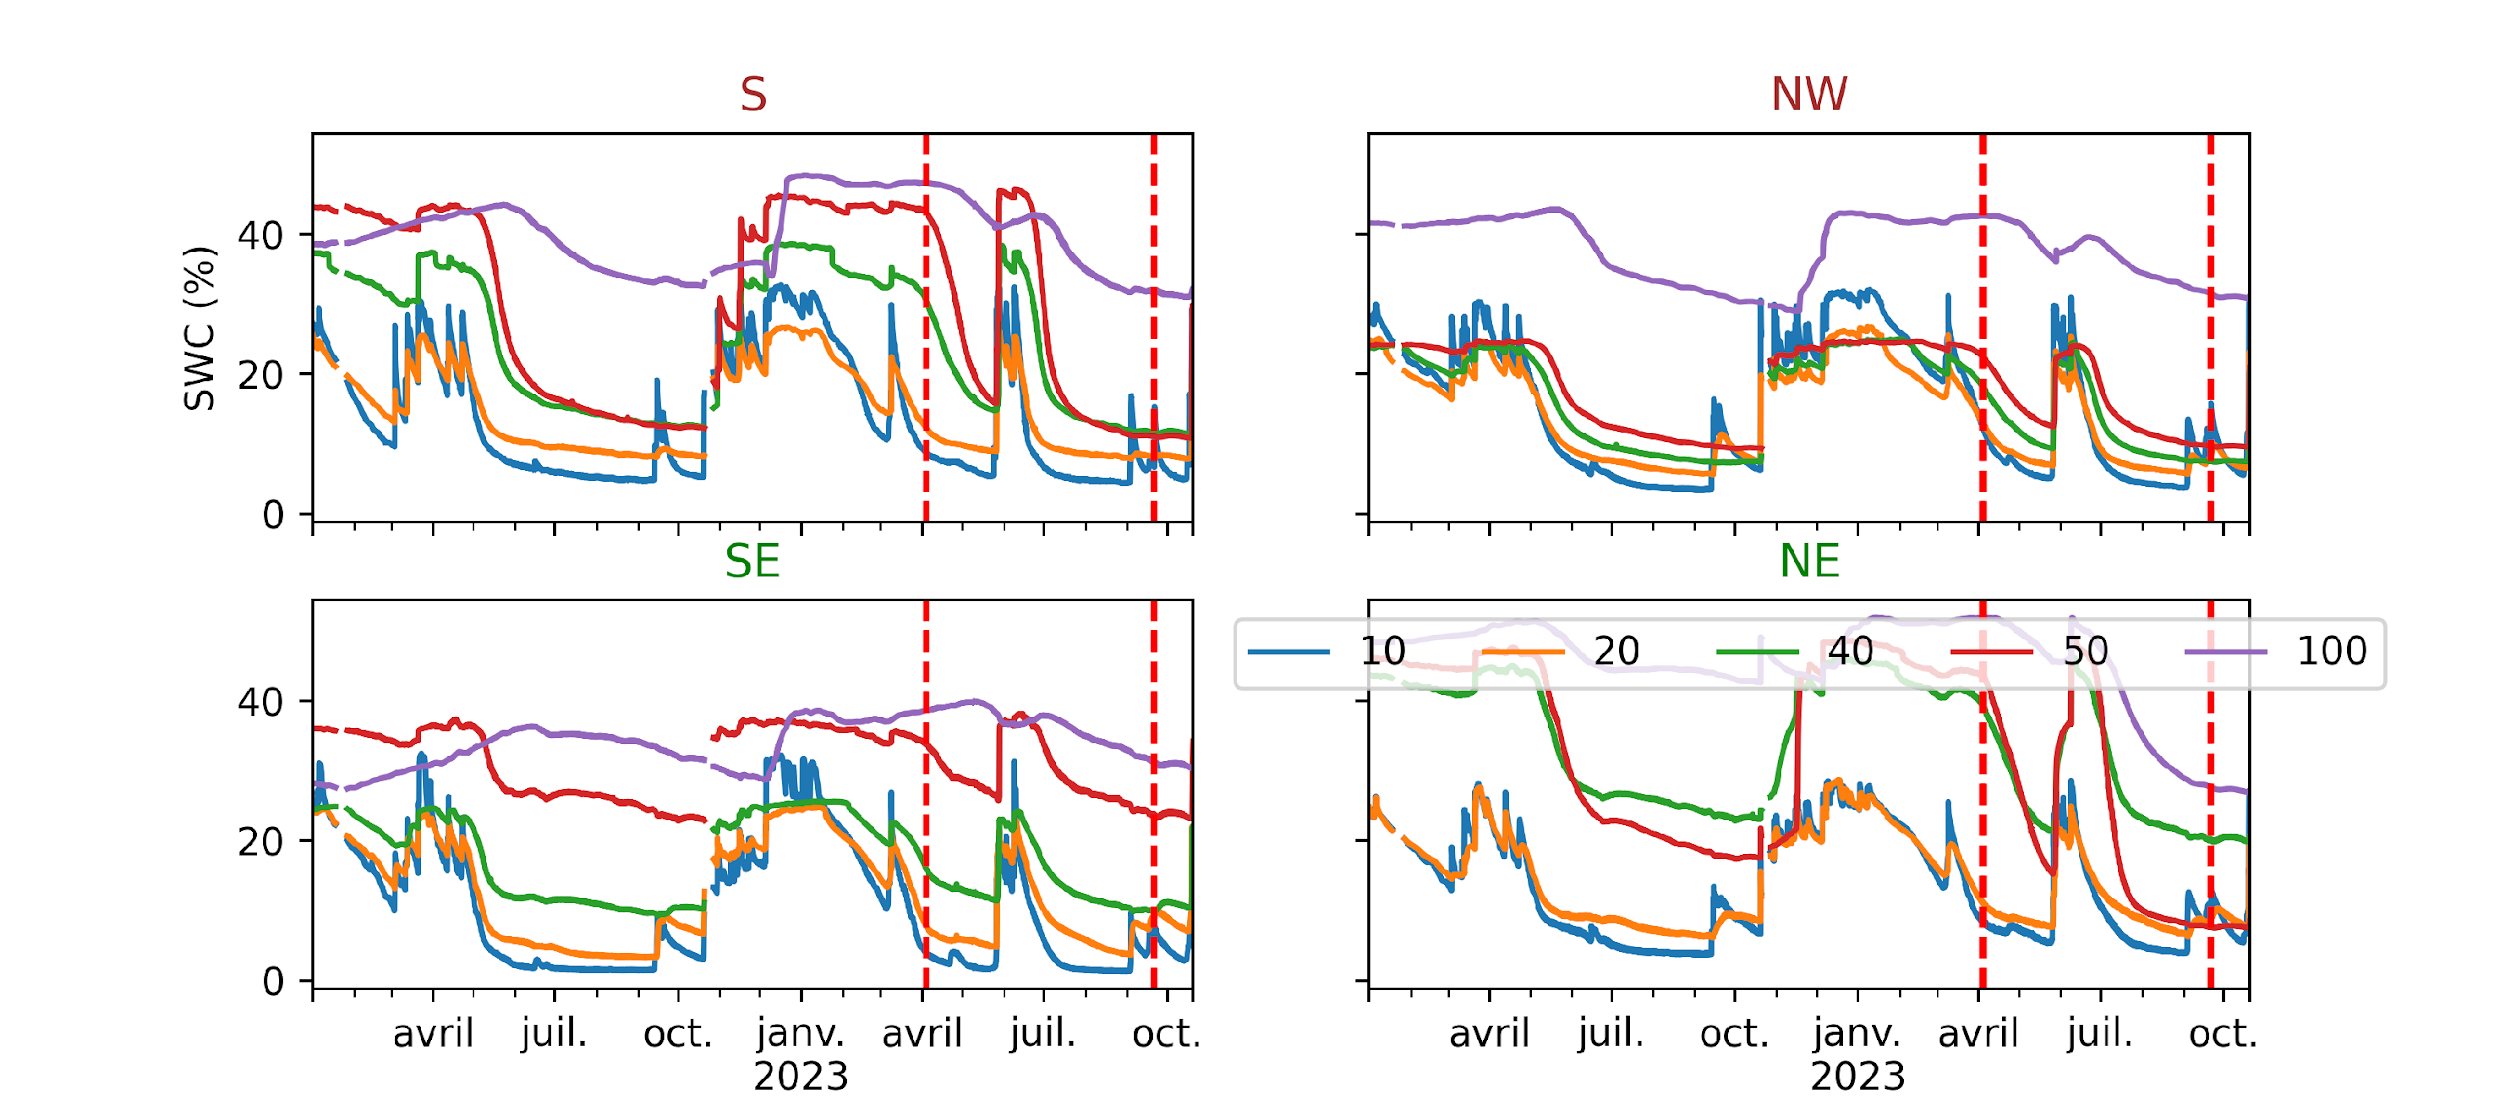 S
NW
SWC (%)
40
20
0
SE
NE
10 20 40 50 100
40
20
0
avril juil. oct. janv. avril juil. oct.
2023
avril juil. oct. janv. avril juil. oct.
2023